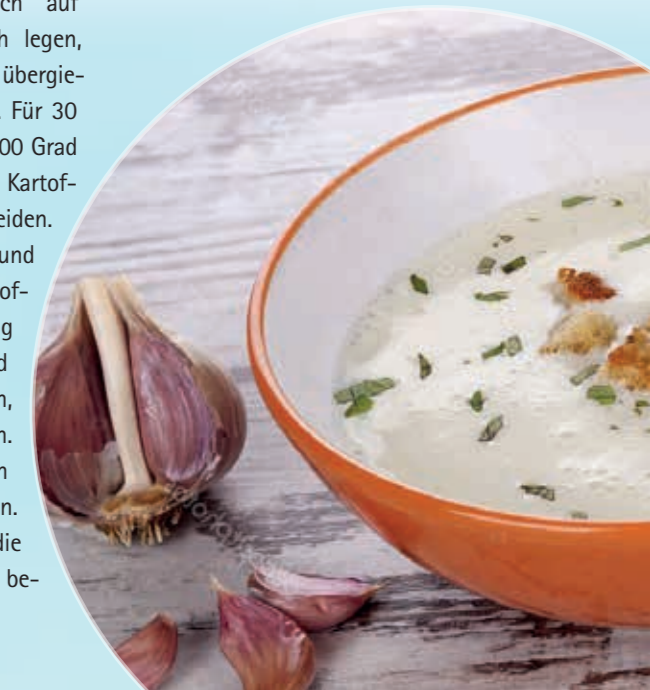 ch auf
h legen,
übergie-
. Für 30
00 Grad
Kartof-
eiden.
und
of-
g
d
n,
n.
n
n.
die
be-